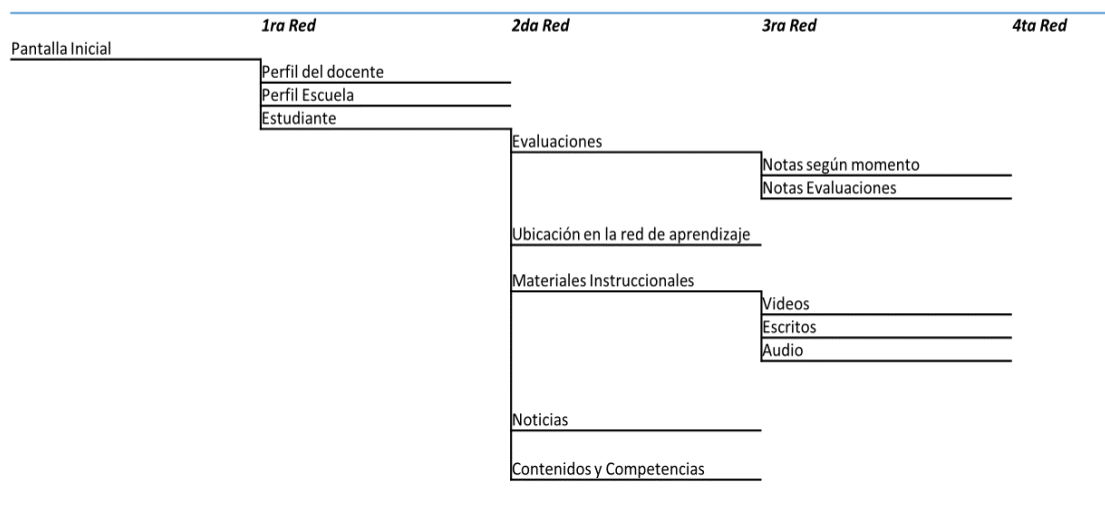 1ra Red 2da Red 3ra Red 4ta Red
Pantalla Inicial
Perfil del docente
Perfil Escuela
Estudiante
Evaluaciones
Notas según momento
Notas Evaluaciones
Ubicación en la red de aprendizaje
Materiales Instruccionales
Videos
Escritos
Audio
Noticias
Contenidos y Competencias